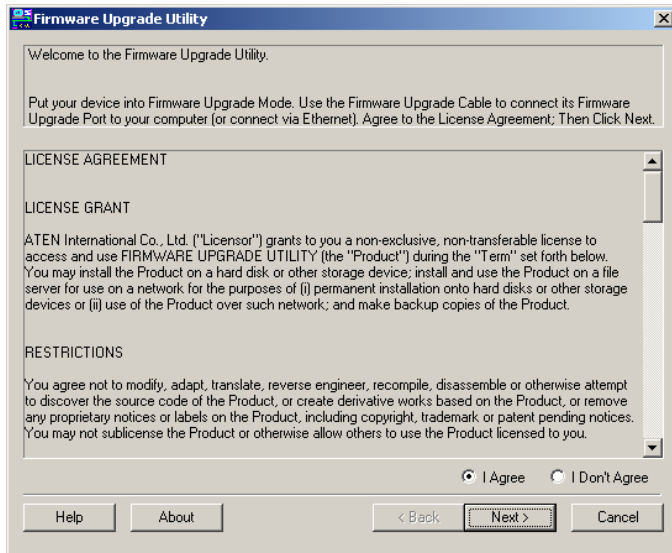 Firmware Upgrade Utility
Welcome to the Firmware Upgrade Utility.
Put your device into Firmware Upgrade Mode. Use the Firmware Upgrade Cable to connect its Firmware
Upgrade Port to your computer (or connect via Ethernet). Agree to the License Agreement; Then Click Next.
LICENSE AGREEMENT
LICENSE GRANT
ATEN International Co., Ltd. ("Licensor") grants to you a non-exclusive, non-transferable license to
access and use FIRMWARE UPGRADE UTILITY (the "Product") during the "Term" set forth below.
You may install the Product on a hard disk or other storage device; install and use the Product on a file
server for use on a network for the purposes of (i) permanent installation onto hard disks or other storage
devices or (ii) use of the Product over such network; and make backup copies of the Product.
RESTRICTIONS
You agree not to modify, adapt, translate, reverse engineer, recompile, disassemble or otherwise attempt
to discover the source code of the Product, or create derivative works based on the Product, or remove
any proprietary notices or labels on the Product, including copyright, trademark or patent pending notices.
You may not sublicense the Product or otherwise allow others to use the Product licensed to you.
I Agree I Don't Agree
Help About < Back Next > Cancel